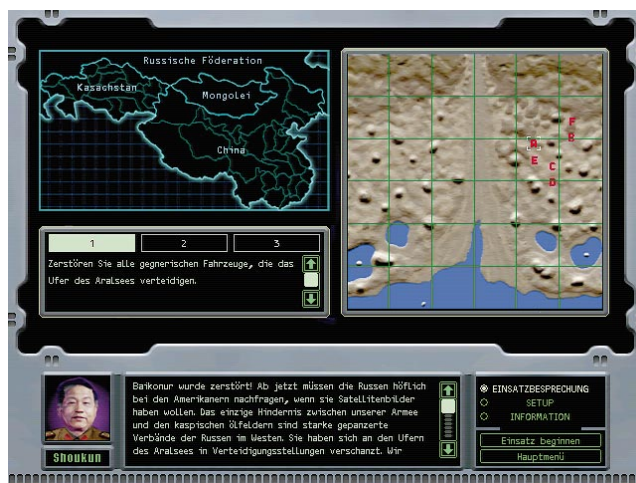 Russische Föderation
Kasachstan
Mongolei
China
F
R
A
E
C
D
1 2 3
Zerstören Sie alle gegnerischen Fahrzeuge, die das
Ufer des Aralsees verteidigen.
Baikonur wurde zerstört! Ab jetzt müssen die Russen höflich
bei den Amerikanern nachfragen, wenn sie Satellitenbilder
haben wollen. Das einzige Hindernis zwischen unserer Armee
und den kaspischen Ölfeldern sind starke gepanzerte
Verbände der Russen im Westen. Sie haben sich an den Ufern
des Aralsees in Verteidigungsstellungen verschanzt. Wir
Shoukun
EINSATZBESPRECHUNG
SETUP
INFORMATION
Einsatz beginnen
Hauptmenü